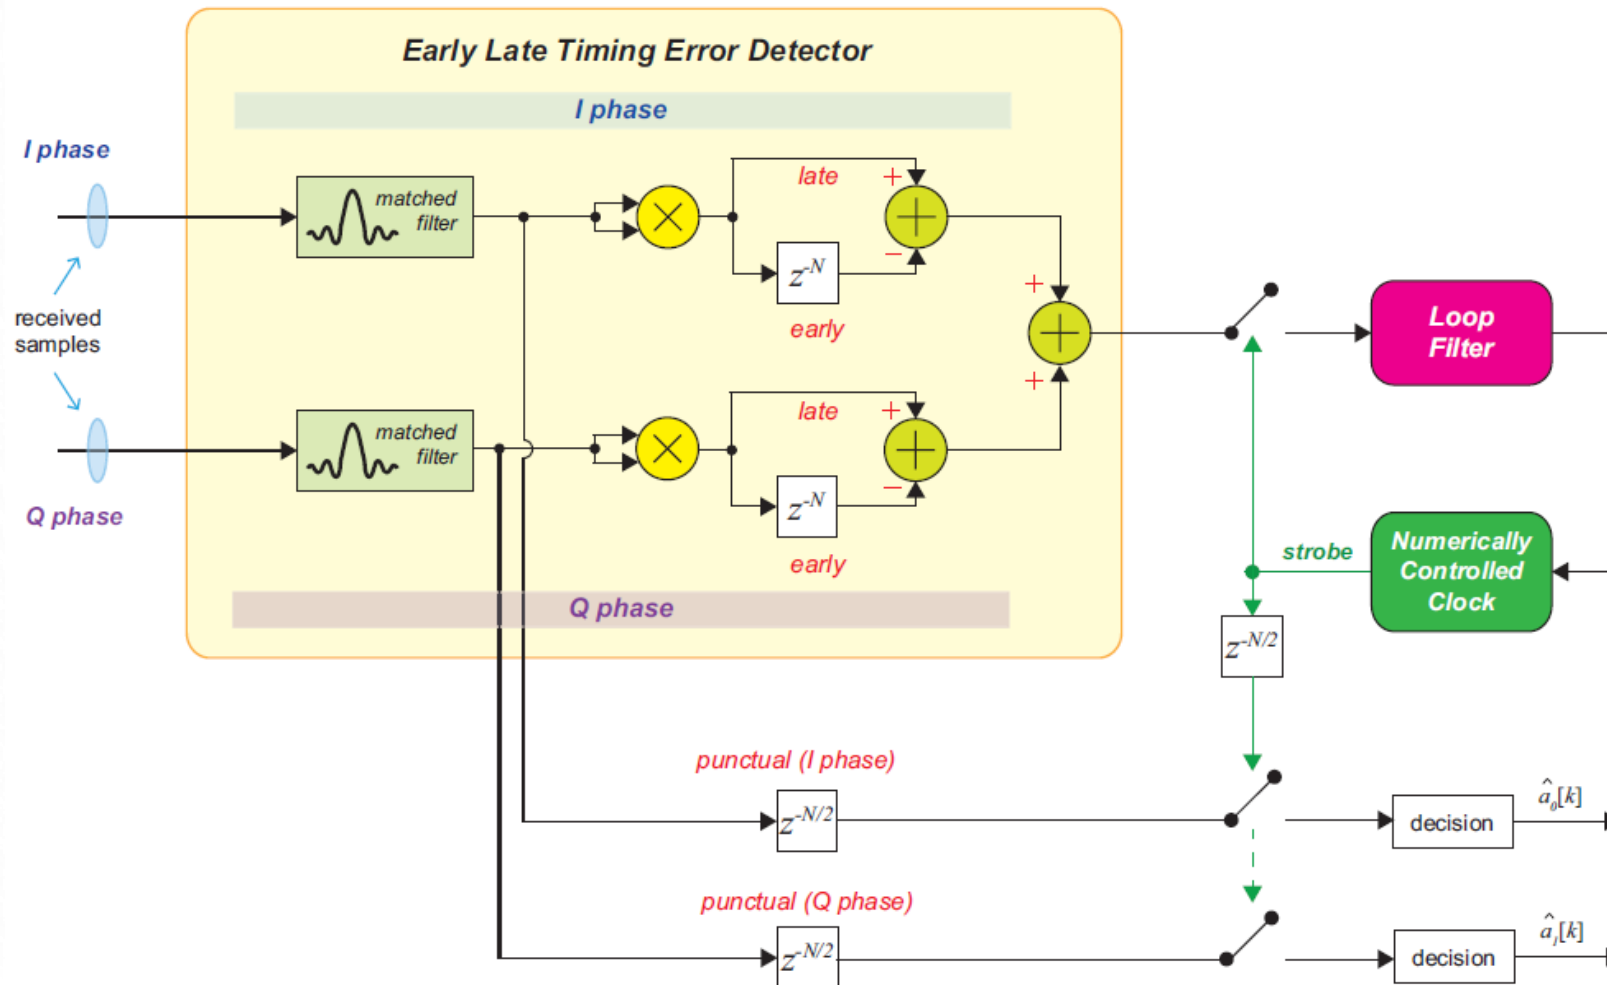 Early Late Timing Error Detector
I phase
I phase
matched
filter
late
+
−
z^{-N}
early
+
received
samples
Loop
Filter
+
matched
filter
late
+
−
z^{-N}
early
Q phase
strobe
Numerically
Controlled
Clock
Q phase
z^{-N/2}
punctual (I phase)
z^{-N/2}
decision
â₀[k]
punctual (Q phase)
z^{-N/2}
decision
â₁[k]